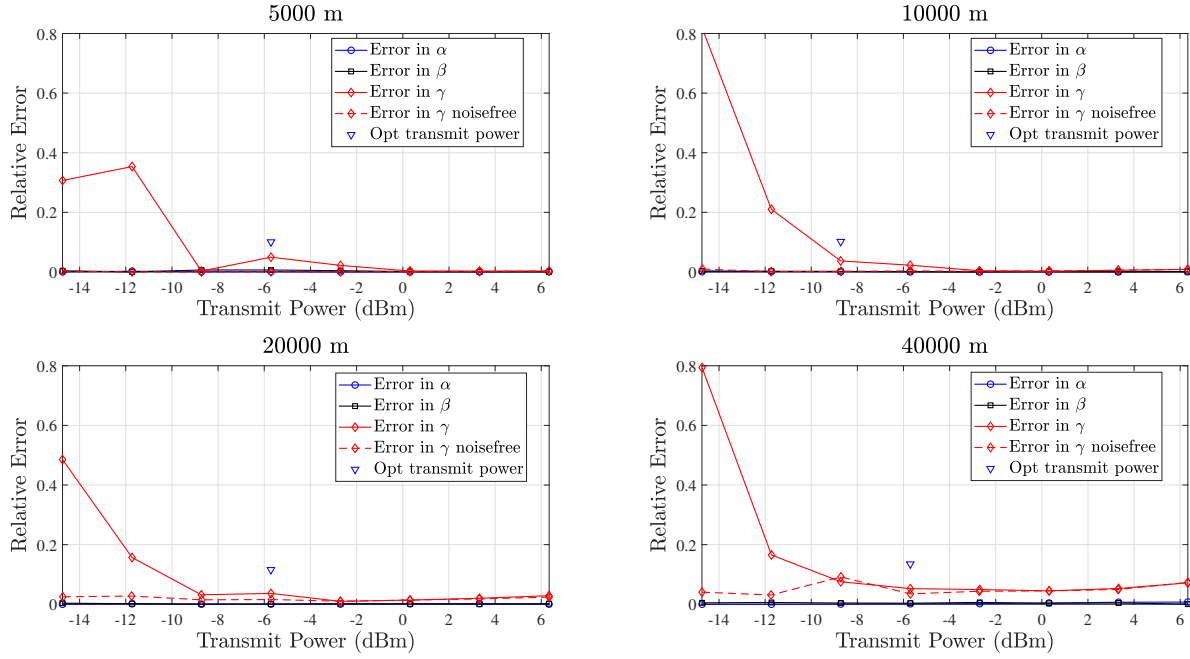 5000 m
0.8
0.6
0.4
0.2
0
Relative Error
Error in α
Error in β
Error in γ
Error in γ noisefree
Opt transmit power
-14 -12 -10 -8 -6 -4 -2 0 2 4 6
Transmit Power (dBm)
10000 m
0.8
0.6
0.4
0.2
0
Relative Error
Error in α
Error in β
Error in γ
Error in γ noisefree
Opt transmit power
-14 -12 -10 -8 -6 -4 -2 0 2 4 6
Transmit Power (dBm)
20000 m
0.8
0.6
0.4
0.2
0
Relative Error
Error in α
Error in β
Error in γ
Error in γ noisefree
Opt transmit power
-14 -12 -10 -8 -6 -4 -2 0 2 4 6
Transmit Power (dBm)
40000 m
0.8
0.6
0.4
0.2
0
Relative Error
Error in α
Error in β
Error in γ
Error in γ noisefree
Opt transmit power
-14 -12 -10 -8 -6 -4 -2 0 2 4 6
Transmit Power (dBm)